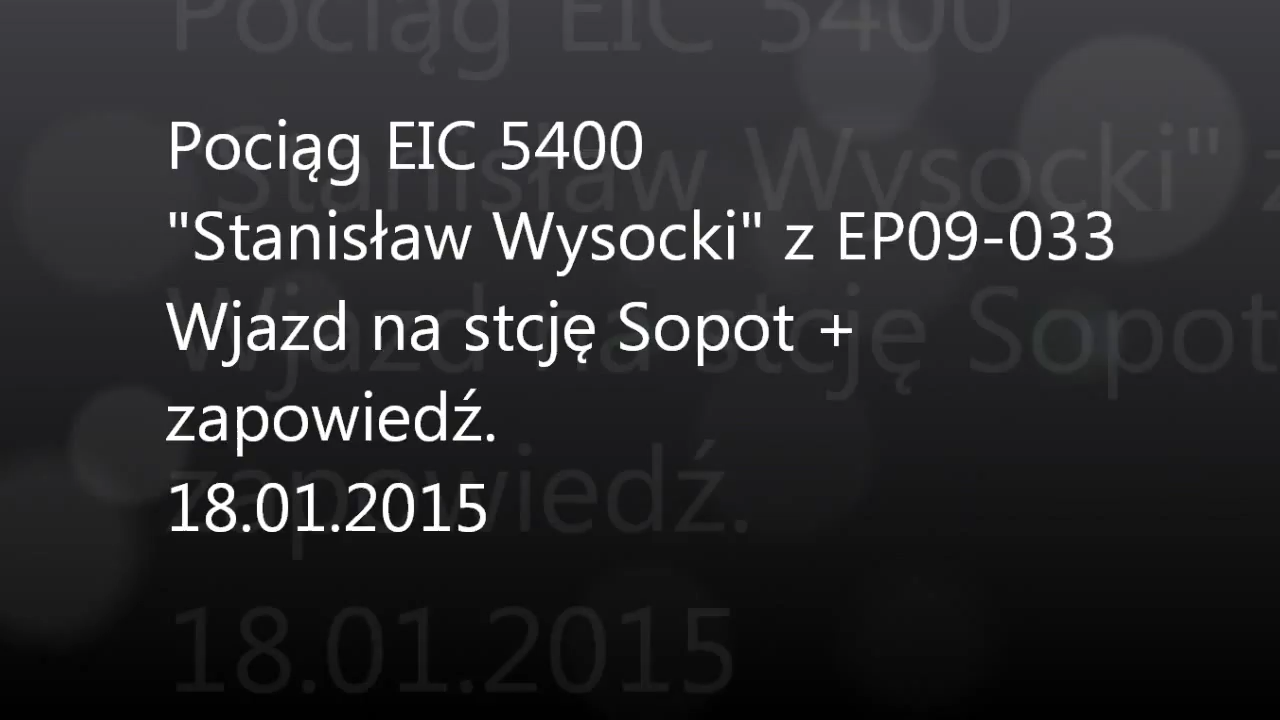 Pociąg EIC 5400
"Stanisław Wysocki" z EP09-033
Wjazd na stcję Sopot +
zapowiedź.
18.01.2015